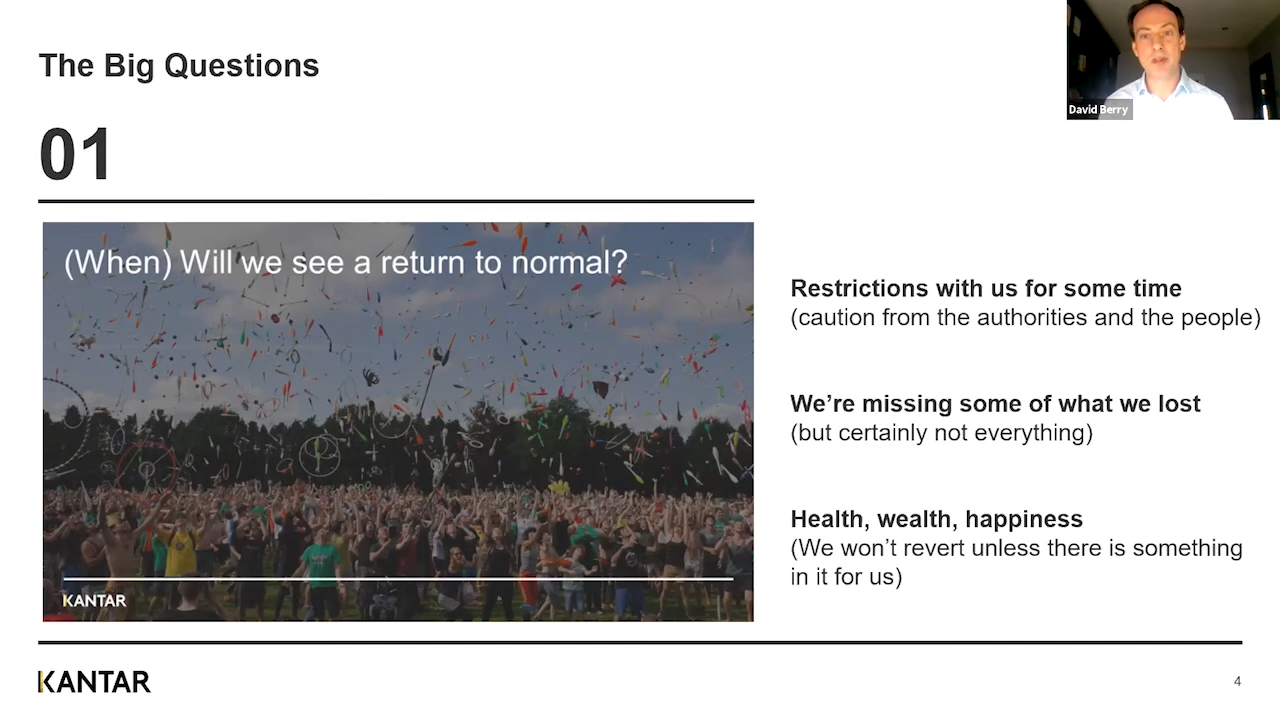 The Big Questions
David Berry
01
(When) Will we see a return to normal?
KANTAR
Restrictions with us for some time
(caution from the authorities and the people)
We’re missing some of what we lost
(but certainly not everything)
Health, wealth, happiness
(We won’t revert unless there is something
in it for us)
KANTAR
4